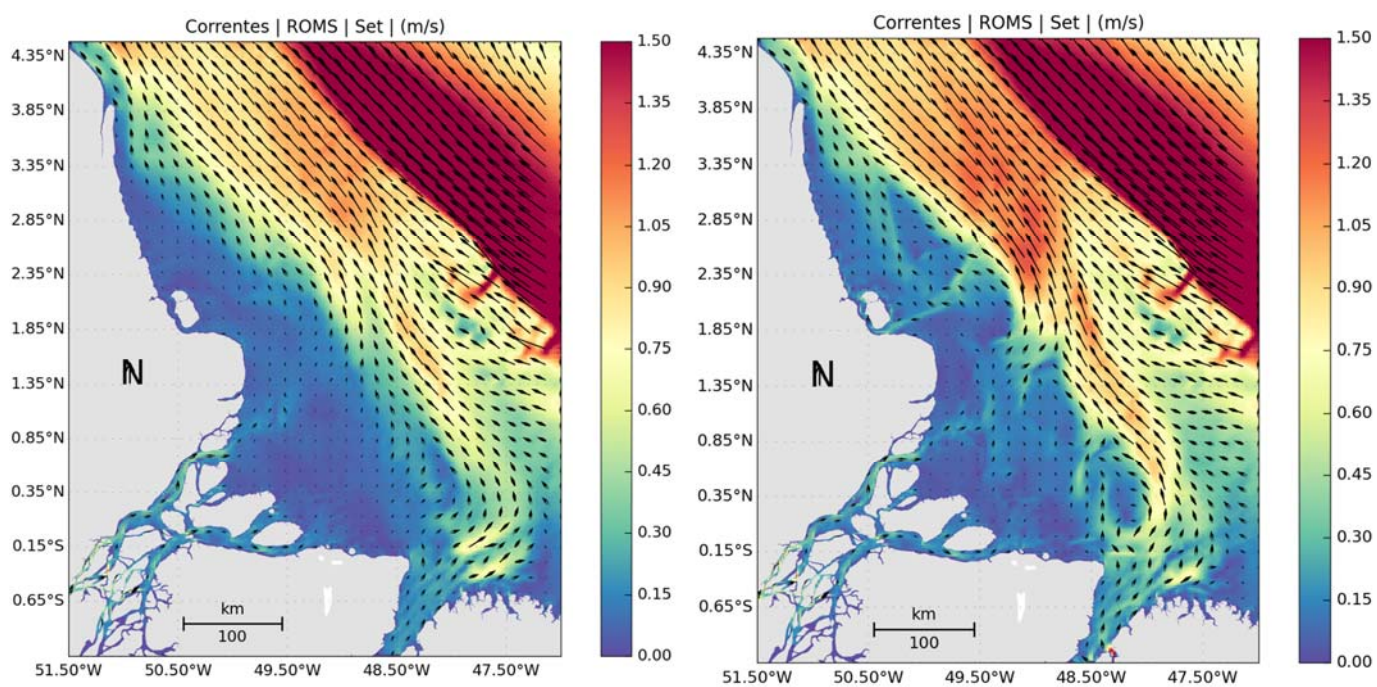 Correntes | ROMS | Set | (m/s)
4.35°N
3.85°N
3.35°N
2.85°N
2.35°N
1.85°N
1.35°N
0.85°N
0.35°N
0.15°S
0.65°S
51.50°W 50.50°W 49.50°W 48.50°W 47.50°W
N
km
100
1.50
1.35
1.20
1.05
0.90
0.75
0.60
0.45
0.30
0.15
0.00
Correntes | ROMS | Set | (m/s)
4.35°N
3.85°N
3.35°N
2.85°N
2.35°N
1.85°N
1.35°N
0.85°N
0.35°N
0.15°S
0.65°S
51.50°W 50.50°W 49.50°W 48.50°W 47.50°W
N
km
100
1.50
1.35
1.20
1.05
0.90
0.75
0.60
0.45
0.30
0.15
0.00